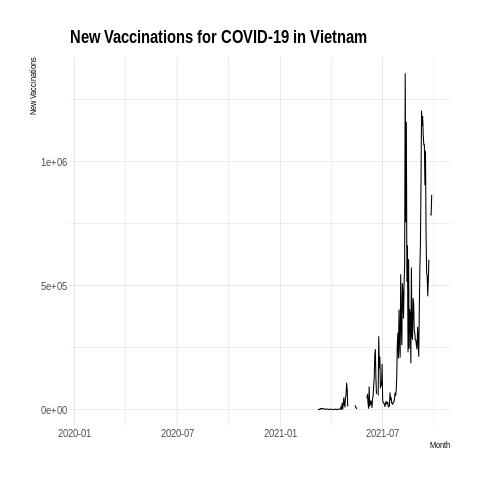 New Vaccinations for COVID-19 in Vietnam
New Vaccinations
1e+06
5e+05
0e+00
2020-01 2020-07 2021-01 2021-07
Month